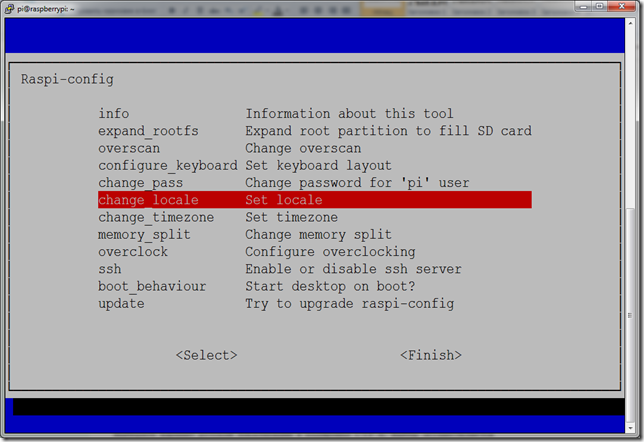 pi@raspberrypi: ~
Raspi-config
info Information about this tool
expand_rootfs Expand root partition to fill SD card
overscan Change overscan
configure_keyboard Set keyboard layout
change_pass Change password for 'pi' user
change_locale Set locale
change_timezone Set timezone
memory_split Change memory split
overclock Configure overclocking
ssh Enable or disable ssh server
boot_behaviour Start desktop on boot?
update Try to upgrade raspi-config
<Select> <Finish>